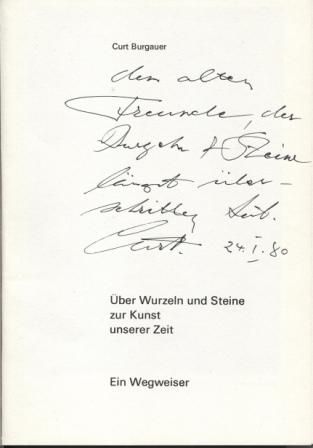 Curt Burgauer
dem alten
Freunde, der
& Steine
längst über-
schritten hat.
Curt. 24.I.80
Über Wurzeln und Steine
zur Kunst
unserer Zeit
Ein Wegweiser